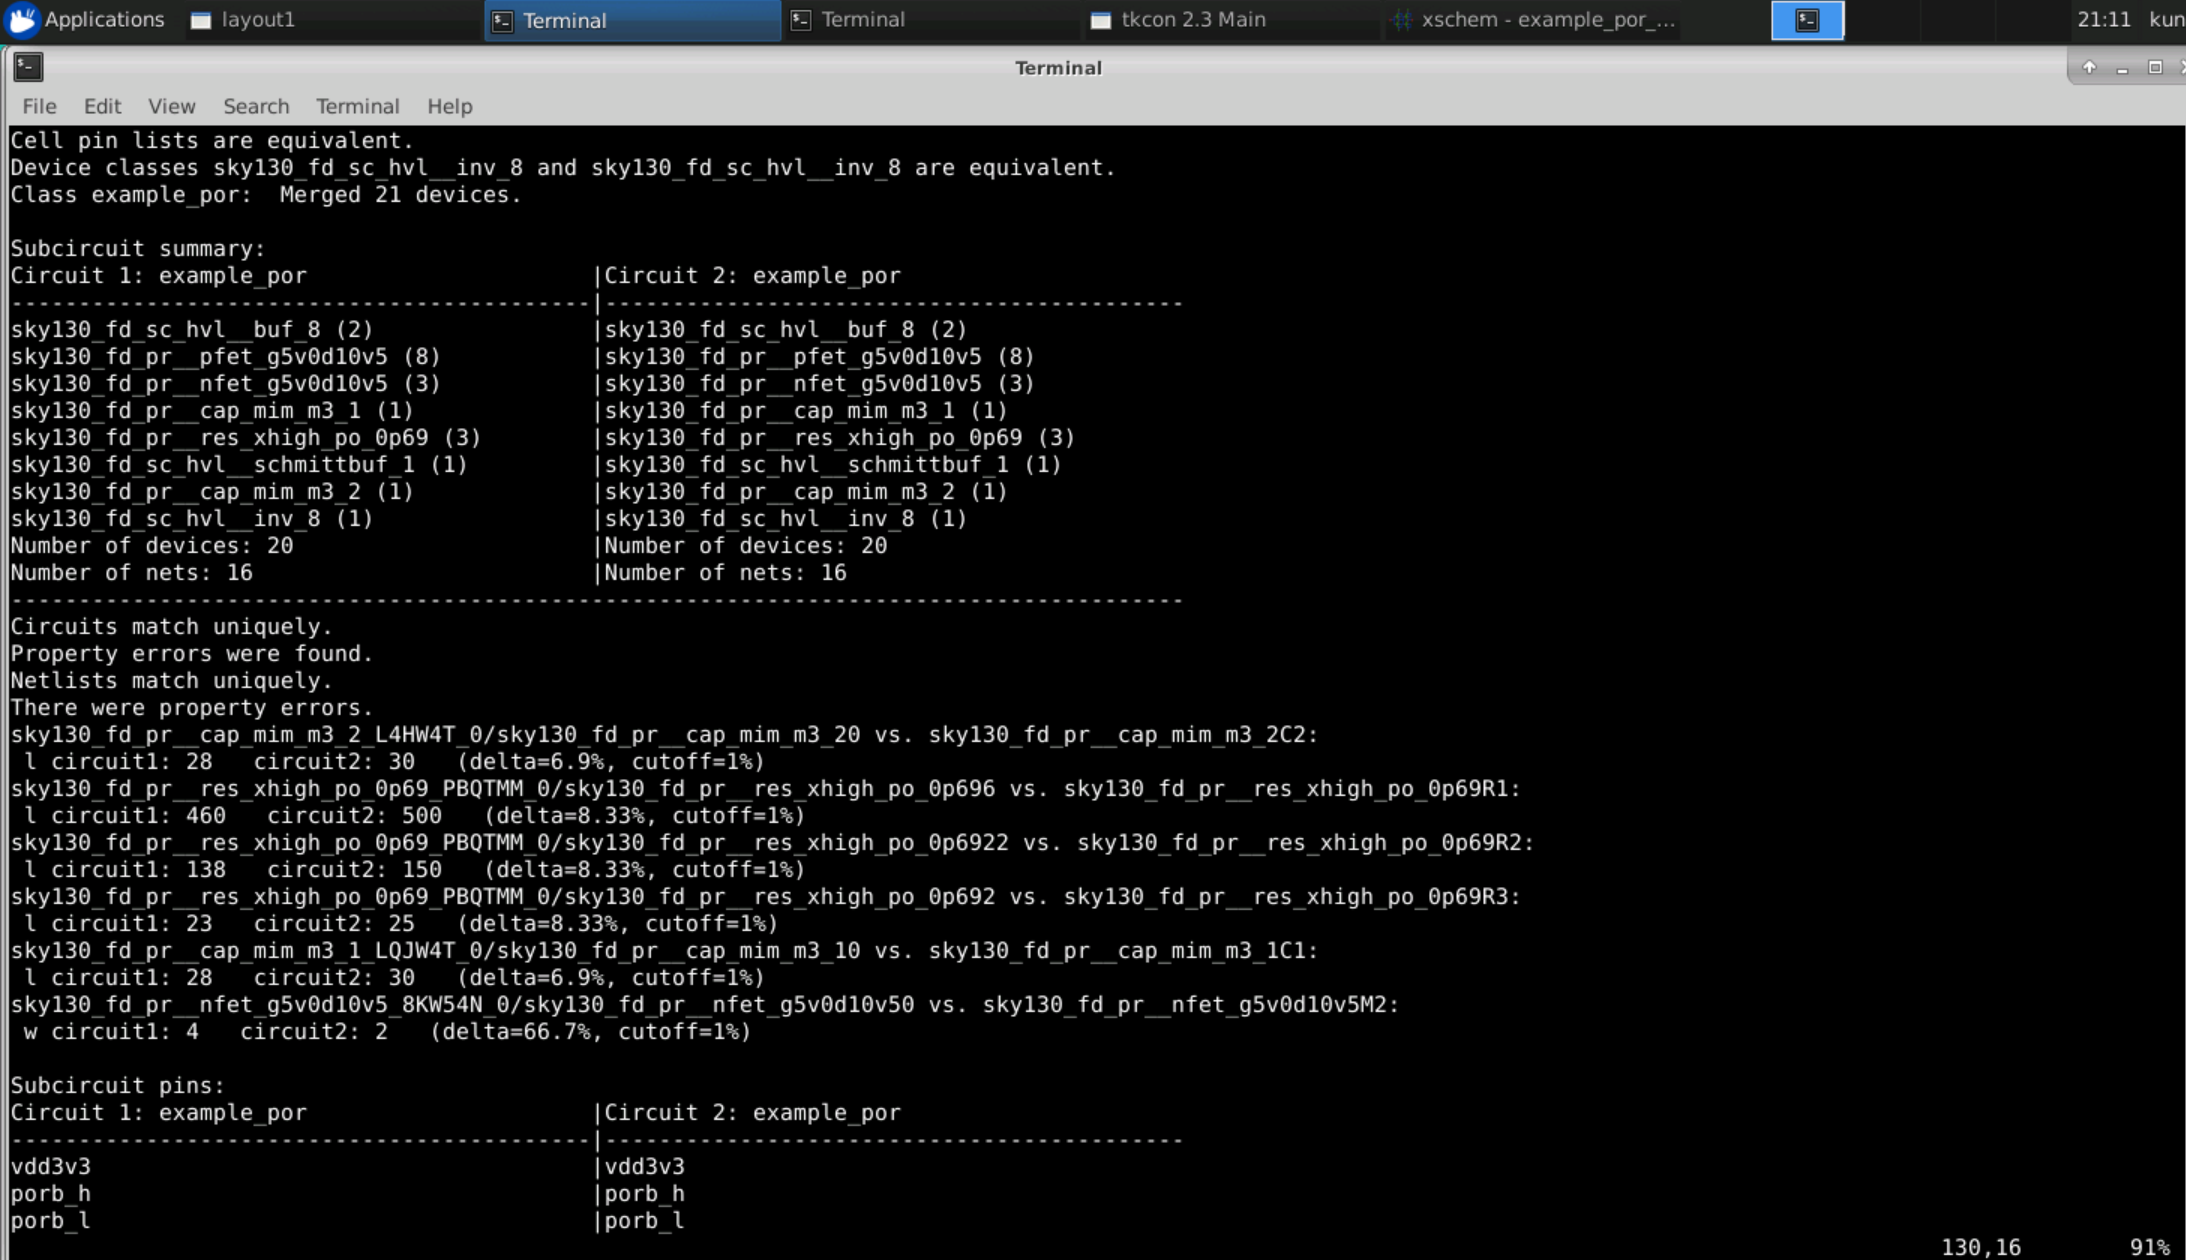 Applications layout1 Terminal Terminal tkcon 2.3 Main xschem - example_por_... 21:11 kun
Terminal
File Edit View Search Terminal Help
Cell pin lists are equivalent.
Device classes sky130_fd_sc_hvl__inv_8 and sky130_fd_sc_hvl__inv_8 are equivalent.
Class example_por:  Merged 21 devices.
Subcircuit summary:
Circuit 1: example_por                     |Circuit 2: example_por
-------------------------------------------|-------------------------------------------
sky130_fd_sc_hvl__buf_8 (2)                |sky130_fd_sc_hvl__buf_8 (2)
sky130_fd_pr__pfet_g5v0d10v5 (8)           |sky130_fd_pr__pfet_g5v0d10v5 (8)
sky130_fd_pr__nfet_g5v0d10v5 (3)           |sky130_fd_pr__nfet_g5v0d10v5 (3)
sky130_fd_pr__cap_mim_m3_1 (1)             |sky130_fd_pr__cap_mim_m3_1 (1)
sky130_fd_pr__res_xhigh_po_0p69 (3)        |sky130_fd_pr__res_xhigh_po_0p69 (3)
sky130_fd_sc_hvl__schmittbuf_1 (1)         |sky130_fd_sc_hvl__schmittbuf_1 (1)
sky130_fd_pr__cap_mim_m3_2 (1)             |sky130_fd_pr__cap_mim_m3_2 (1)
sky130_fd_sc_hvl__inv_8 (1)                |sky130_fd_sc_hvl__inv_8 (1)
Number of devices: 20                      |Number of devices: 20
Number of nets: 16                         |Number of nets: 16
---------------------------------------------------------------------------------------
Circuits match uniquely.
Property errors were found.
Netlists match uniquely.
There were property errors.
sky130_fd_pr__cap_mim_m3_2_L4HW4T_0/sky130_fd_pr__cap_mim_m3_20 vs. sky130_fd_pr__cap_mim_m3_2C2:
 l circuit1: 28   circuit2: 30   (delta=6.9%, cutoff=1%)
sky130_fd_pr__res_xhigh_po_0p69_PBQTMM_0/sky130_fd_pr__res_xhigh_po_0p696 vs. sky130_fd_pr__res_xhigh_po_0p69R1:
 l circuit1: 460   circuit2: 500   (delta=8.33%, cutoff=1%)
sky130_fd_pr__res_xhigh_po_0p69_PBQTMM_0/sky130_fd_pr__res_xhigh_po_0p6922 vs. sky130_fd_pr__res_xhigh_po_0p69R2:
 l circuit1: 138   circuit2: 150   (delta=8.33%, cutoff=1%)
sky130_fd_pr__res_xhigh_po_0p69_PBQTMM_0/sky130_fd_pr__res_xhigh_po_0p692 vs. sky130_fd_pr__res_xhigh_po_0p69R3:
 l circuit1: 23   circuit2: 25   (delta=8.33%, cutoff=1%)
sky130_fd_pr__cap_mim_m3_1_LQJW4T_0/sky130_fd_pr__cap_mim_m3_10 vs. sky130_fd_pr__cap_mim_m3_1C1:
 l circuit1: 28   circuit2: 30   (delta=6.9%, cutoff=1%)
sky130_fd_pr__nfet_g5v0d10v5_8KW54N_0/sky130_fd_pr__nfet_g5v0d10v50 vs. sky130_fd_pr__nfet_g5v0d10v5M2:
 w circuit1: 4   circuit2: 2   (delta=66.7%, cutoff=1%)
Subcircuit pins:
Circuit 1: example_por                     |Circuit 2: example_por
-------------------------------------------|-------------------------------------------
vdd3v3                                     |vdd3v3
porb_h                                     |porb_h
porb_l                                     |porb_l
130,16 91%